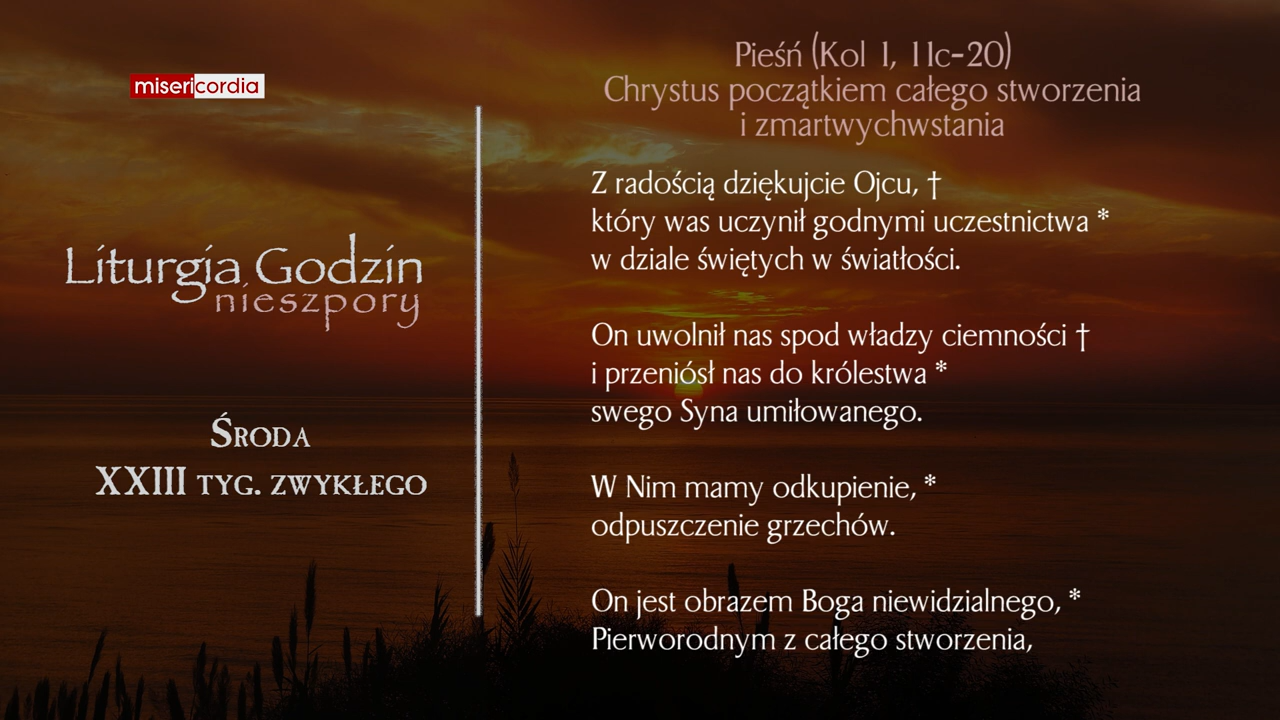 misericordia
Liturgia Godzin
nieszpory
Środa
XXIII tyg. zwykłego
Pieśń (Kol 1, 11c-20)
Chrystus początkiem całego stworzenia
i zmartwychwstania
Z radością dziękujcie Ojcu, †
który was uczynił godnymi uczestnictwa *
w dziale świętych w światłości.
On uwolnił nas spod władzy ciemności †
i przeniósł nas do królestwa *
swego Syna umiłowanego.
W Nim mamy odkupienie, *
odpuszczenie grzechów.
On jest obrazem Boga niewidzialnego, *
Pierworodnym z całego stworzenia,